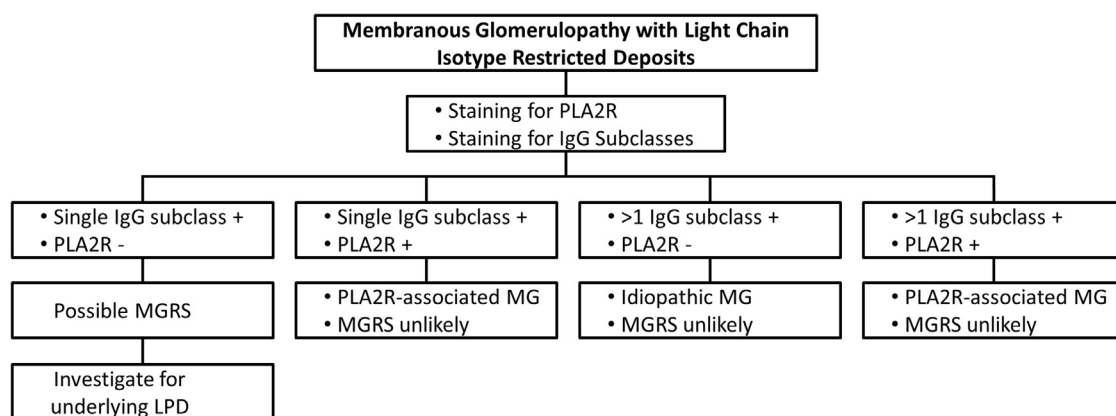 Membranous Glomerulopathy with Light Chain
Isotype Restricted Deposits
• Staining for PLA2R
• Staining for IgG Subclasses
• Single IgG subclass +
• PLA2R -
• Single IgG subclass +
• PLA2R +
• >1 IgG subclass +
• PLA2R -
• >1 IgG subclass +
• PLA2R +
Possible MGRS
• PLA2R-associated MG
• MGRS unlikely
• Idiopathic MG
• MGRS unlikely
• PLA2R-associated MG
• MGRS unlikely
Investigate for
underlying LPD